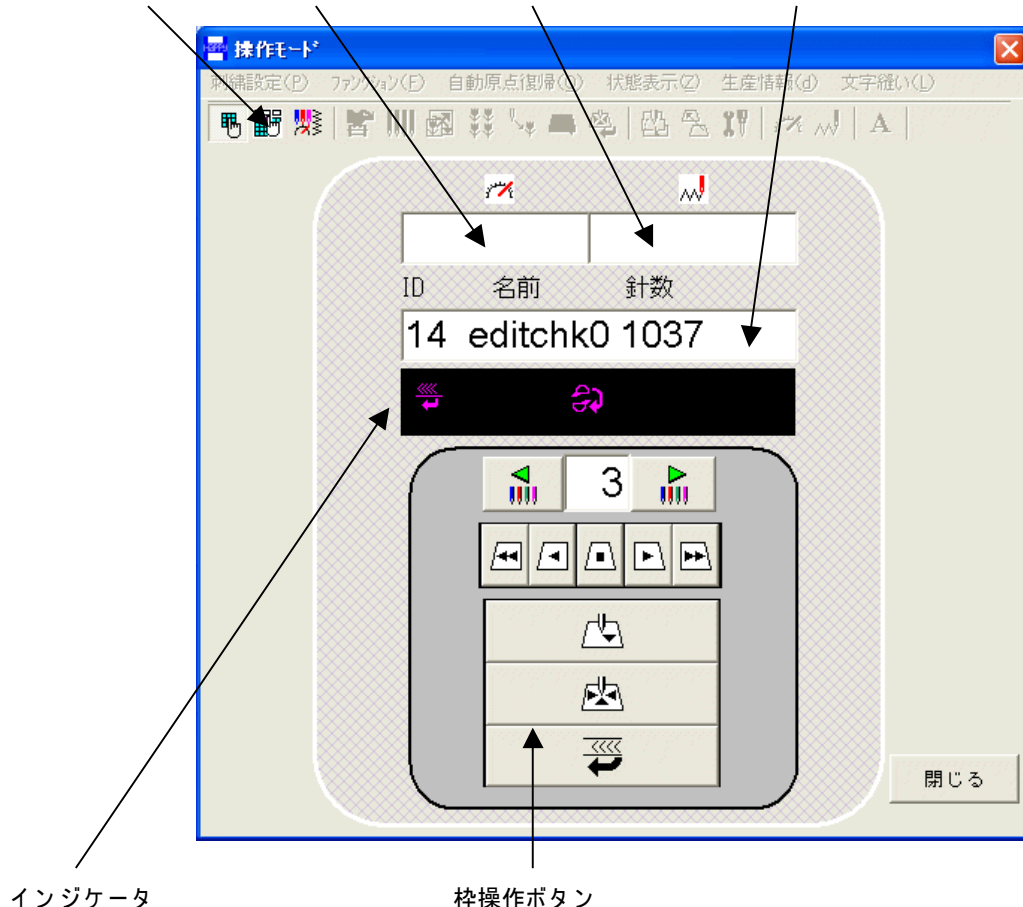 HAPPY 操作モード
刺繍設定(P) ファンクション(F) 自動原点復帰(O) 状態表示(Z) 生産情報(d) 文字縫い(L)
A
ID 名前 針数
14 editchk0 1037
3
閉じる
インジケータ 枠操作ボタン